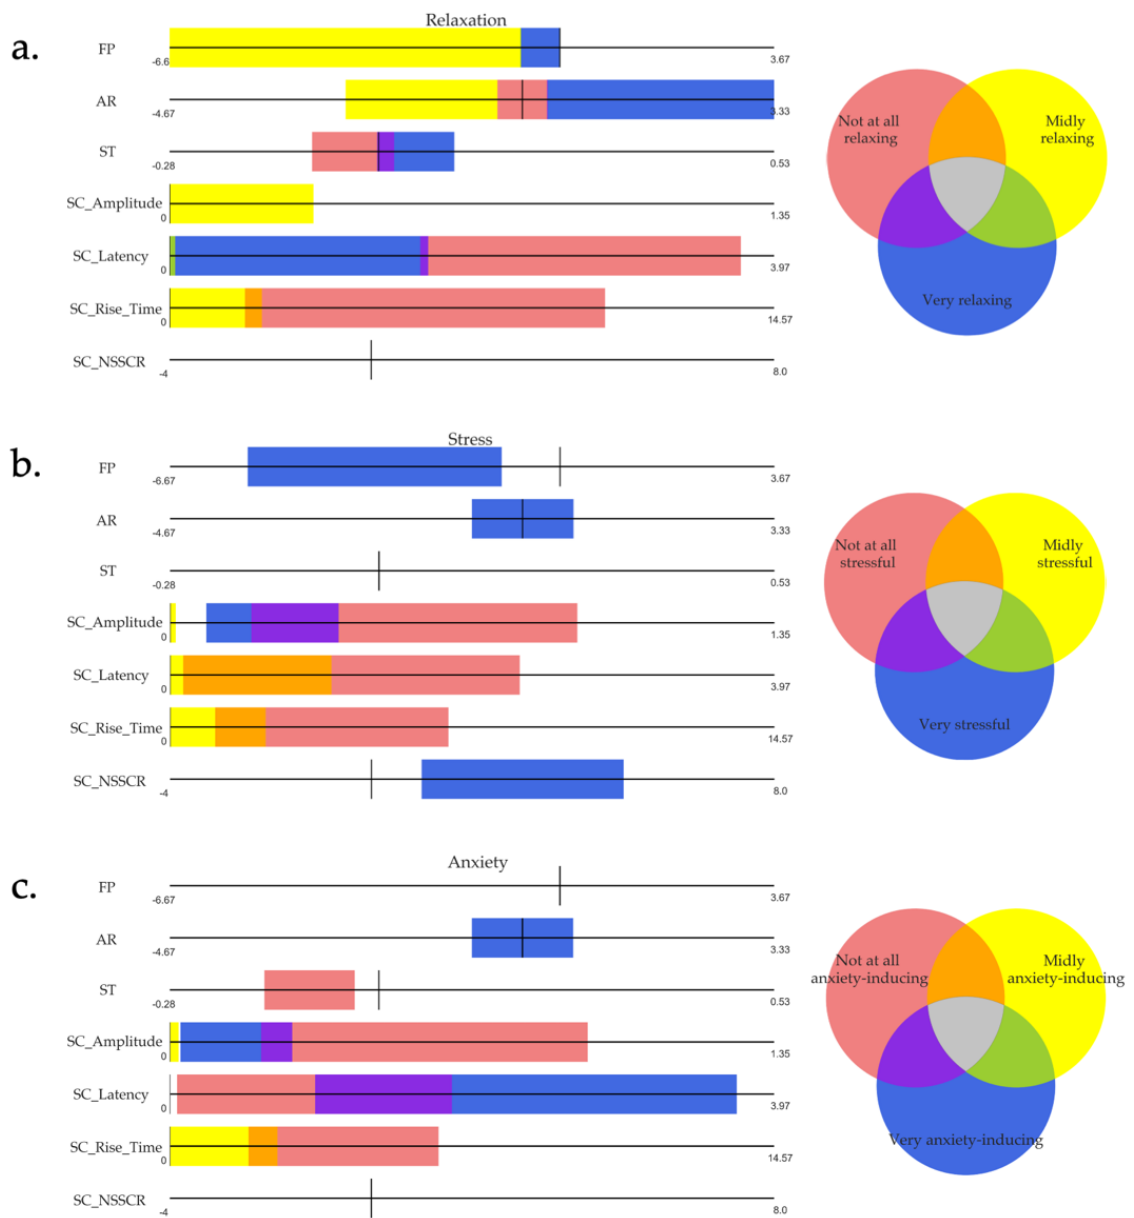 a.
Relaxation
FP
-6.6
3.67
AR
-4.67
3.33
ST
-0.28
0.53
SC_Amplitude
0
1.35
SC_Latency
0
3.97
SC_Rise_Time
0
14.57
SC_NSSCR
-4
8.0
Not at all
relaxing
Midly
relaxing
Very relaxing
b.
Stress
FP
-6.67
3.67
AR
-4.67
3.33
ST
-0.28
0.53
SC_Amplitude
0
1.35
SC_Latency
0
3.97
SC_Rise_Time
0
14.57
SC_NSSCR
-4
8.0
Not at all
stressful
Midly
stressful
Very stressful
c.
Anxiety
FP
-6.67
3.67
AR
-4.67
3.33
ST
-0.28
0.53
SC_Amplitude
0
1.35
SC_Latency
0
3.97
SC_Rise_Time
0
14.57
SC_NSSCR
-4
8.0
Not at all
anxiety-inducing
Midly
anxiety-inducing
Very anxiety-inducing